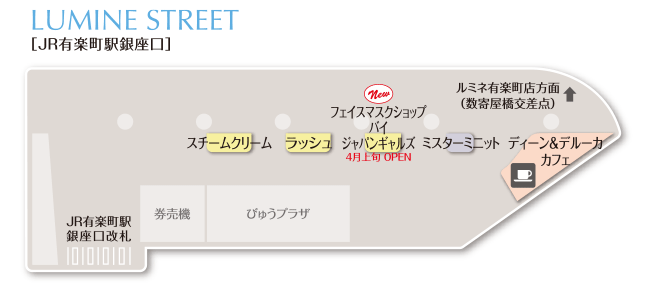 LUMINE STREET
[JR有楽町駅銀座口]
ルミネ有楽町店方面
(数寄屋橋交差点)
New
フェイスマスクショップ
バイ
スチームクリーム
ラッシュ
ジャパンギャルズ
ミスターミニット
ディーン&デルーカ
カフェ
4月上旬 OPEN
券売機
びゅうプラザ
JR有楽町駅
銀座口改札